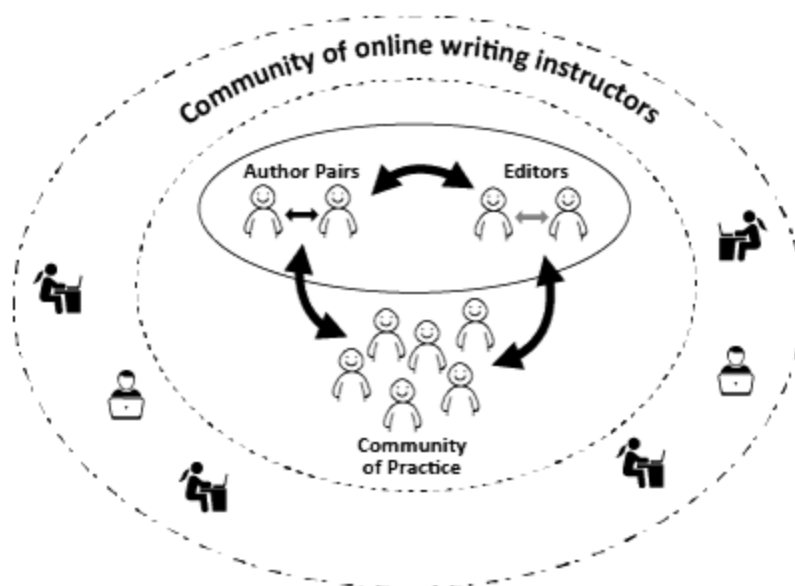 Community of online writing instructors
Author Pairs
Editors
Community
of Practice